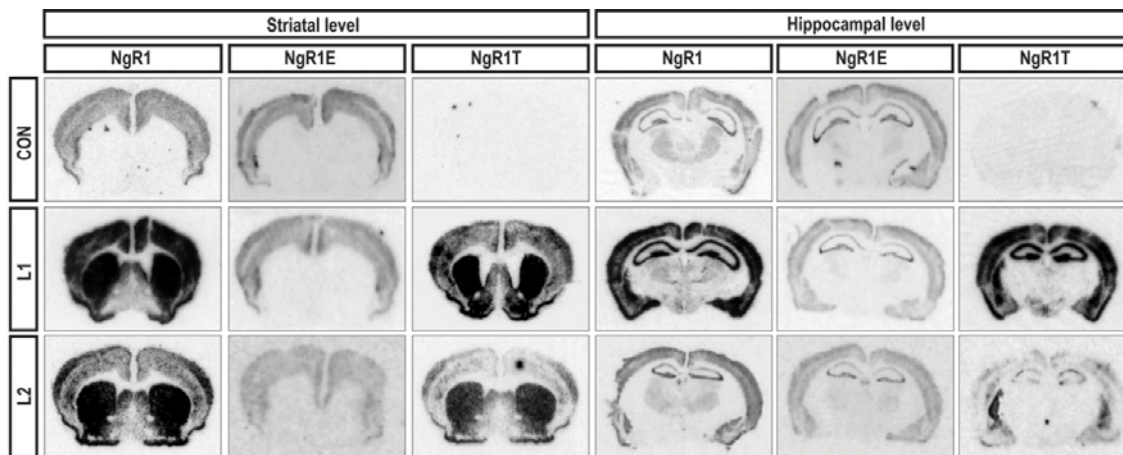 Striatal level
Hippocampal level
NgR1
NgR1E
NgR1T
NgR1
NgR1E
NgR1T
CON
L1
L2